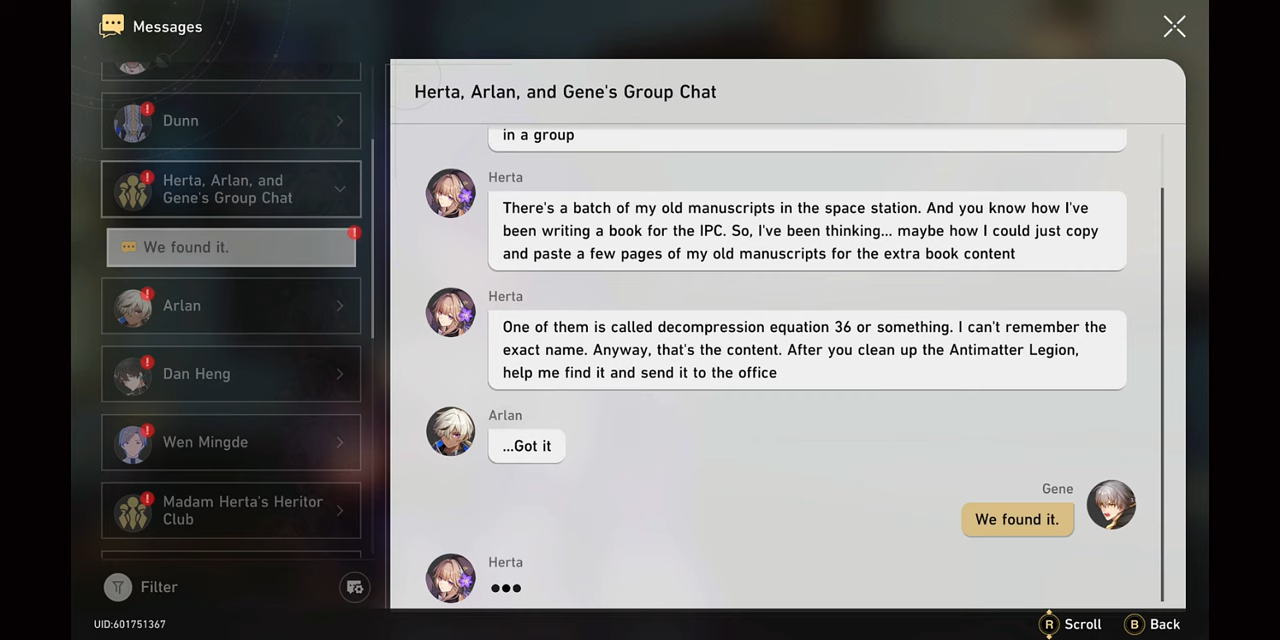 Messages
Dunn
Herta, Arlan, and
Gene's Group Chat
We found it.
Arlan
Dan Heng
Wen Mingde
Madam Herta's Heritor
Club
Filter
UID:601751367
Herta, Arlan, and Gene's Group Chat
in a group
Herta
There's a batch of my old manuscripts in the space station. And you know how I've
been writing a book for the IPC. So, I've been thinking... maybe how I could just copy
and paste a few pages of my old manuscripts for the extra book content
Herta
One of them is called decompression equation 36 or something. I can't remember the
exact name. Anyway, that's the content. After you clean up the Antimatter Legion,
help me find it and send it to the office
Arlan
...Got it
Gene
We found it.
Herta
R Scroll
B Back